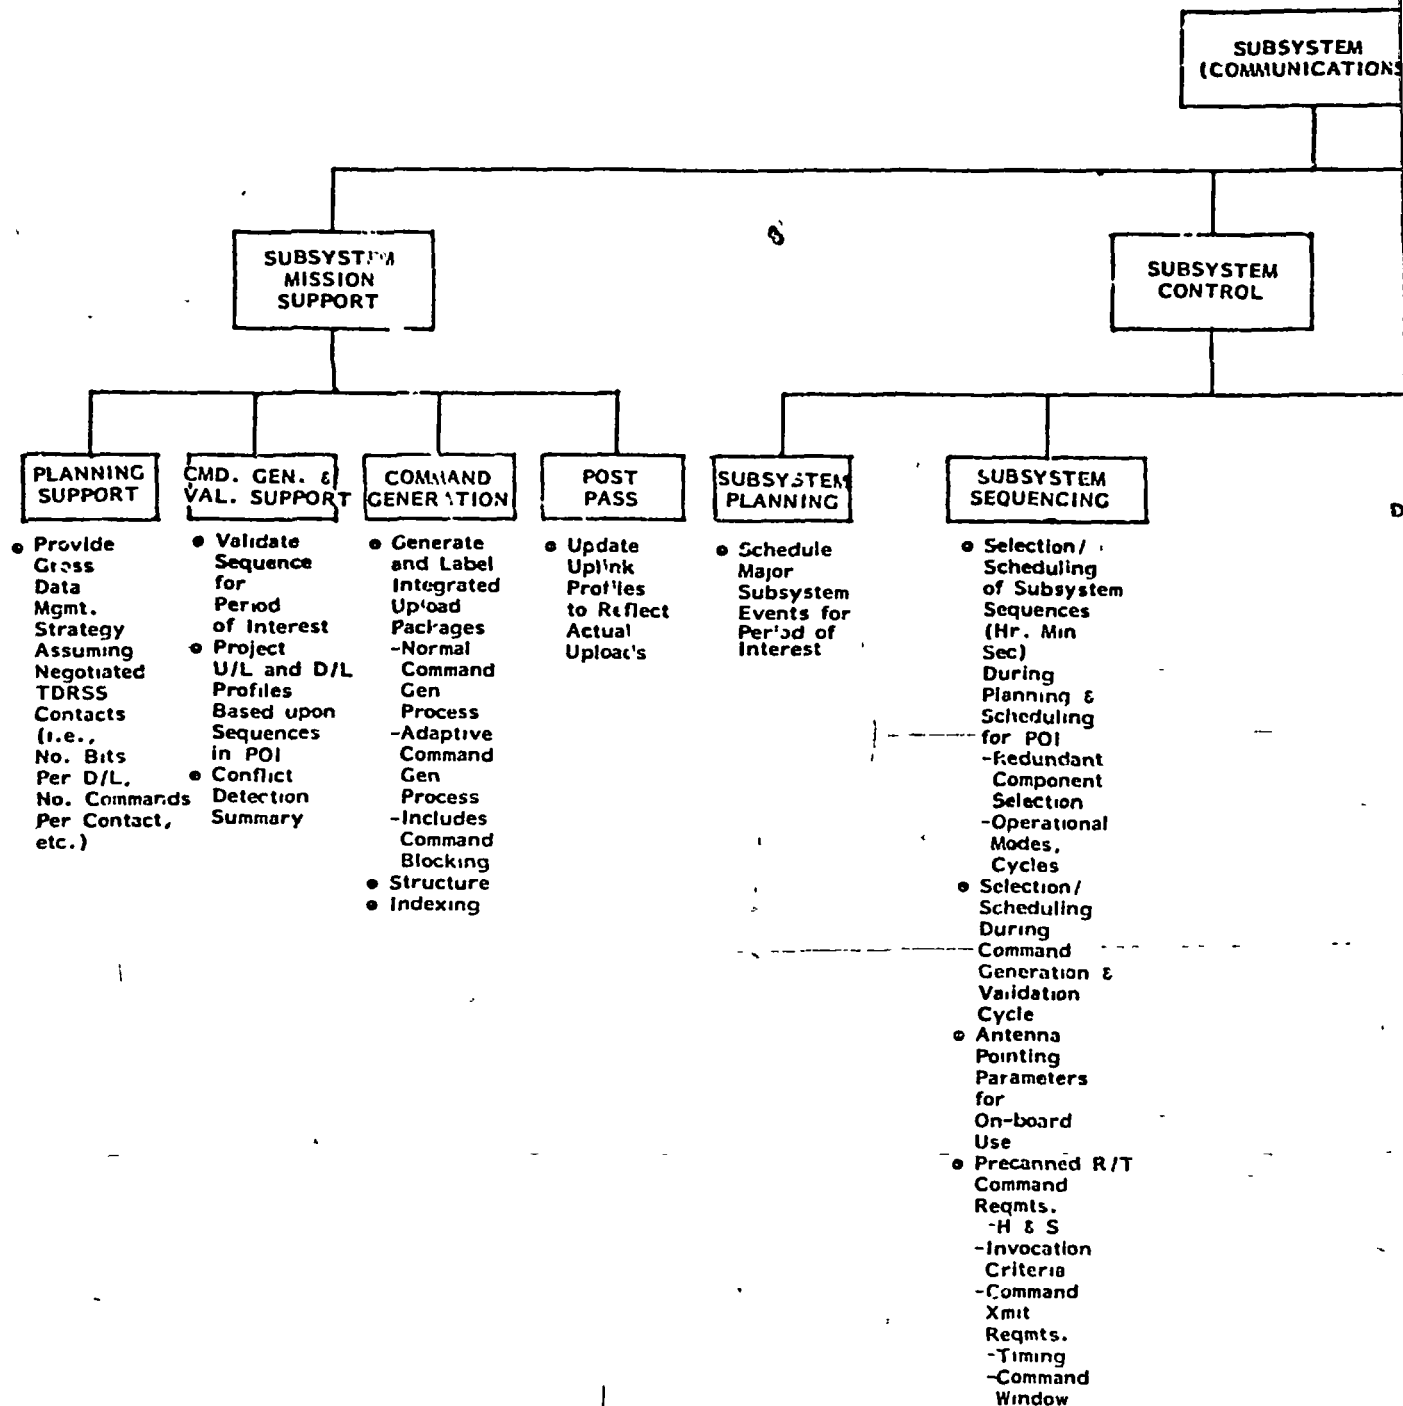 SUBSYSTEM
(COMMUNICATIONS
SUBSYSTEM
MISSION
SUPPORT
SUBSYSTEM
CONTROL
PLANNING
SUPPORT
● Provide
Gross
Data
Mgmt.
Strategy
Assuming
Negotiated
TDRSS
Contacts
(i.e.,
No. Bits
Per D/L,
No. Commands
Per Contact,
etc.)
CMD. GEN. &
VAL. SUPPORT
● Validate
Sequence
for
Period
of Interest
● Project
U/L and D/L
Profiles
Based upon
Sequences
in POI
● Conflict
Detection
Summary
COMMAND
GENERATION
● Generate
and Label
Integrated
Upload
Packages
-Normal
Command
Gen
Process
-Adaptive
Command
Gen
Process
-Includes
Command
Blocking
● Structure
● Indexing
POST
PASS
● Update
Uplink
Profiles
to Reflect
Actual
Uploads
SUBSYSTEM
PLANNING
● Schedule
Major
Subsystem
Events for
Period of
Interest
SUBSYSTEM
SEQUENCING
● Selection/
Scheduling
of Subsystem
Sequences
(Hr. Min
Sec)
During
Planning &
Scheduling
for POI
-Redundant
Component
Selection
-Operational
Modes,
Cycles
● Selection/
Scheduling
During
Command
Generation &
Validation
Cycle
● Antenna
Pointing
Parameters
for
On-board
Use
● Precanned R/T
Command
Reqmts.
-H & S
-Invocation
Criteria
-Command
Xmit
Reqmts.
-Timing
-Command
Window
D